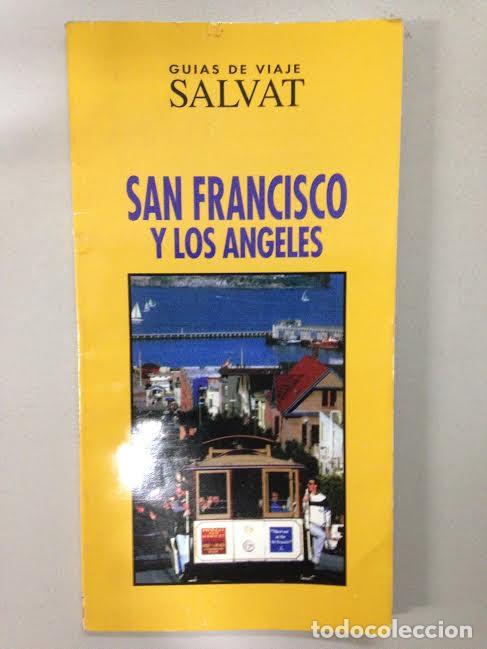 GUIAS DE VIAJE
SALVAT
SAN FRANCISCO
Y LOS ANGELES
todocoleccion